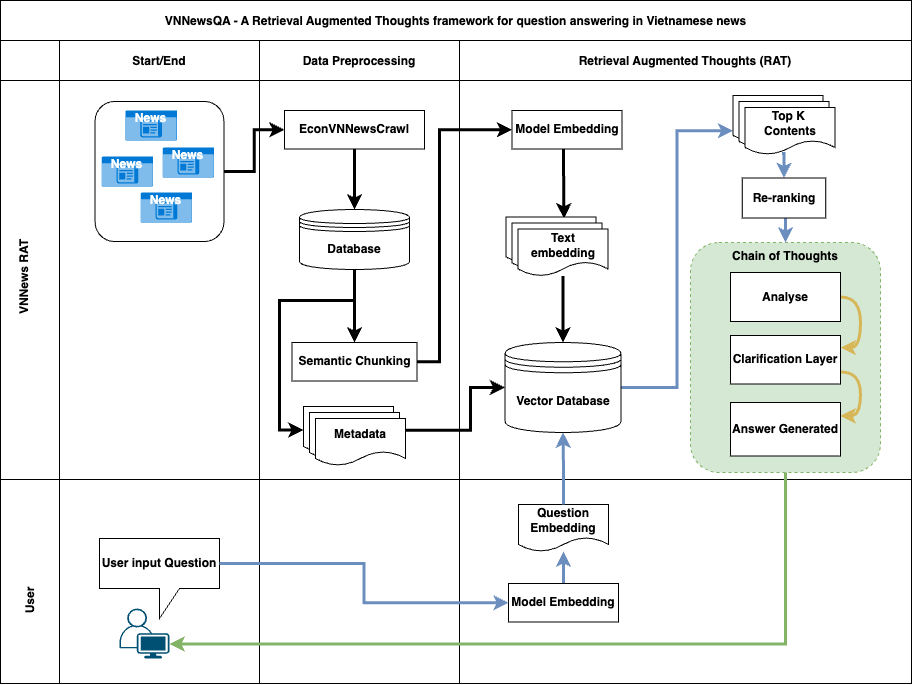 VNNewsQA - A Retrieval Augmented Thoughts framework for question answering in Vietnamese news
Start/End
Data Preprocessing
Retrieval Augmented Thoughts (RAT)
VNNews RAT
News
News
News
News
EconVNNewsCrawl
Database
Semantic Chunking
Metadata
Model Embedding
Text
embedding
Vector Database
Top K
Contents
Re-ranking
Chain of Thoughts
Analyse
Clarification Layer
Answer Generated
User
User input Question
Question
Embedding
Model Embedding